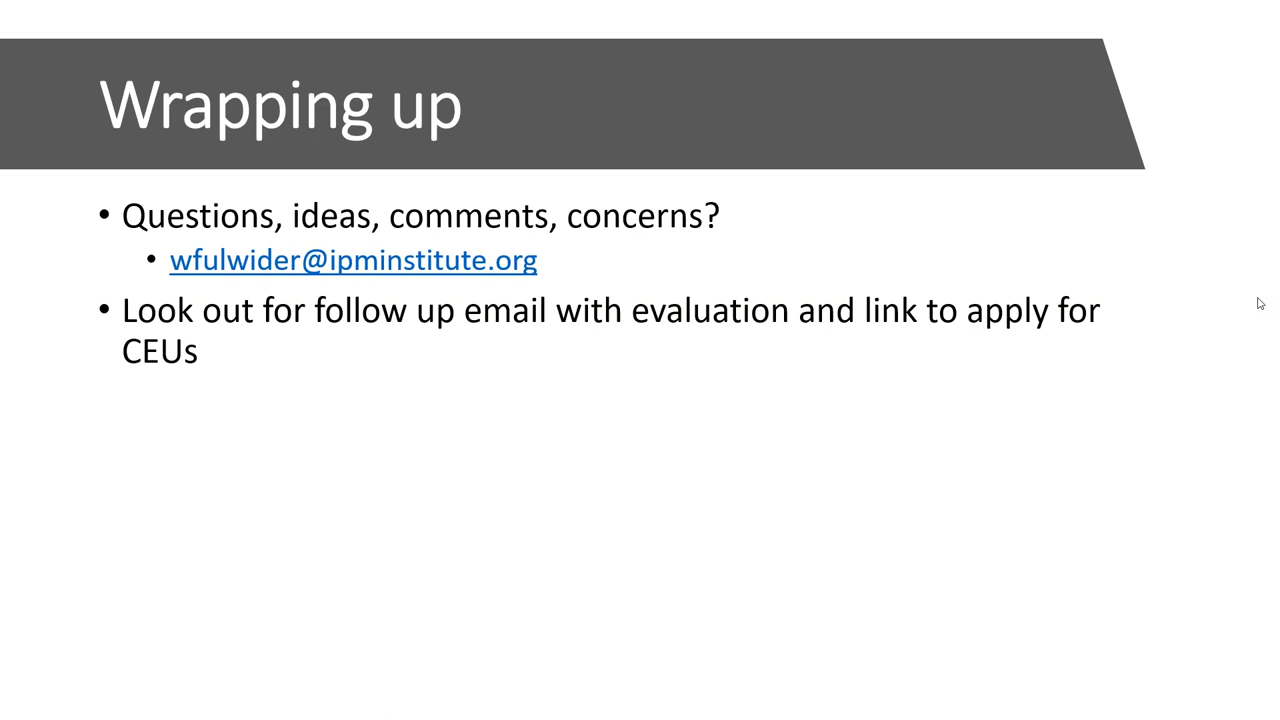 Wrapping up
• Questions, ideas, comments, concerns?
• wfulwider@ipminstitute.org
• Look out for follow up email with evaluation and link to apply for
CEUs